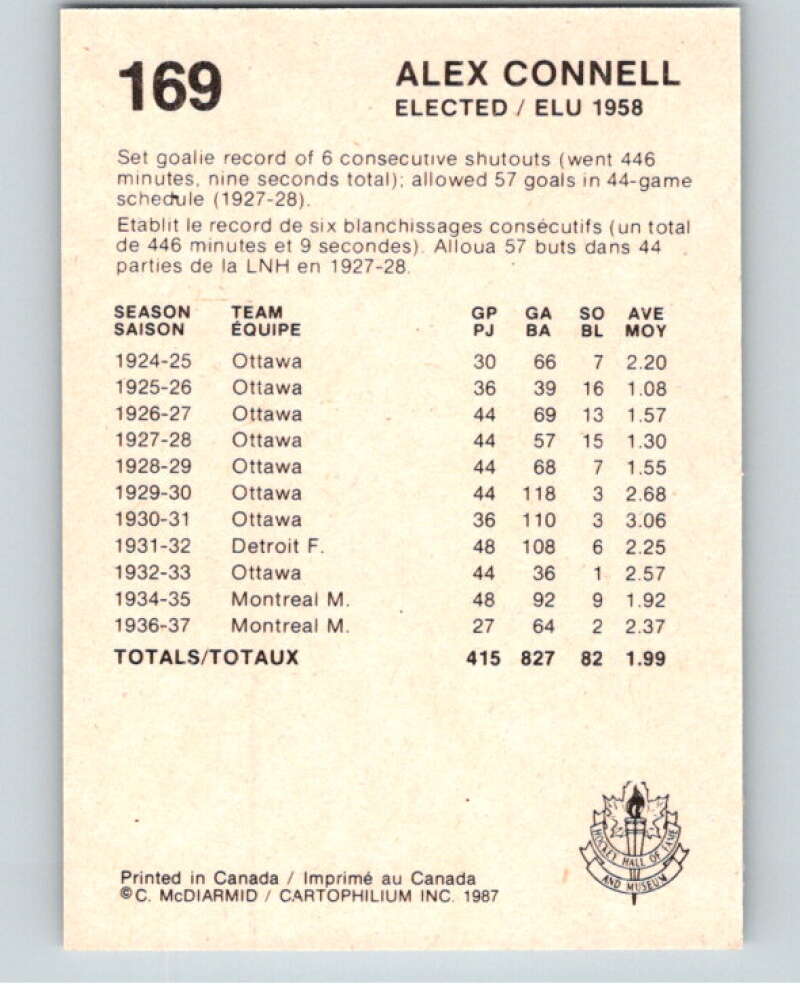 169
ALEX CONNELL
ELECTED / ELU 1958
Set goalie record of 6 consecutive shutouts (went 446
minutes, nine seconds total); allowed 57 goals in 44-game
schedule (1927-28).
Etablit le record de six blanchissages consécutifs (un total
de 446 minutes et 9 secondes). Alloua 57 buts dans 44
parties de la LNH en 1927-28.
SEASON TEAM GP GA SO AVE
SAISON ÉQUIPE PJ BA BL MOY
1924-25 Ottawa 30 66 7 2.20
1925-26 Ottawa 36 39 16 1.08
1926-27 Ottawa 44 69 13 1.57
1927-28 Ottawa 44 57 15 1.30
1928-29 Ottawa 44 68 7 1.55
1929-30 Ottawa 44 118 3 2.68
1930-31 Ottawa 36 110 3 3.06
1931-32 Detroit F. 48 108 6 2.25
1932-33 Ottawa 44 36 1 2.57
1934-35 Montreal M. 48 92 9 1.92
1936-37 Montreal M. 27 64 2 2.37
TOTALS/TOTAUX 415 827 82 1.99
HOCKEY HALL OF FAME
AND MUSEUM
Printed in Canada / Imprimé au Canada
©C. McDIARMID / CARTOPHILIUM INC. 1987